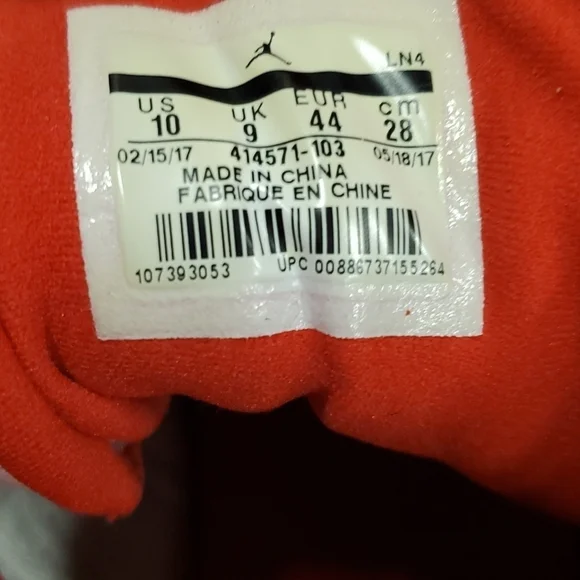 LN4
US UK EUR cm
10 9 44 28
02/15/17 414571-103 05/18/17
MADE IN CHINA
FABRIQUE EN CHINE
107393053 UPC 00886737155264